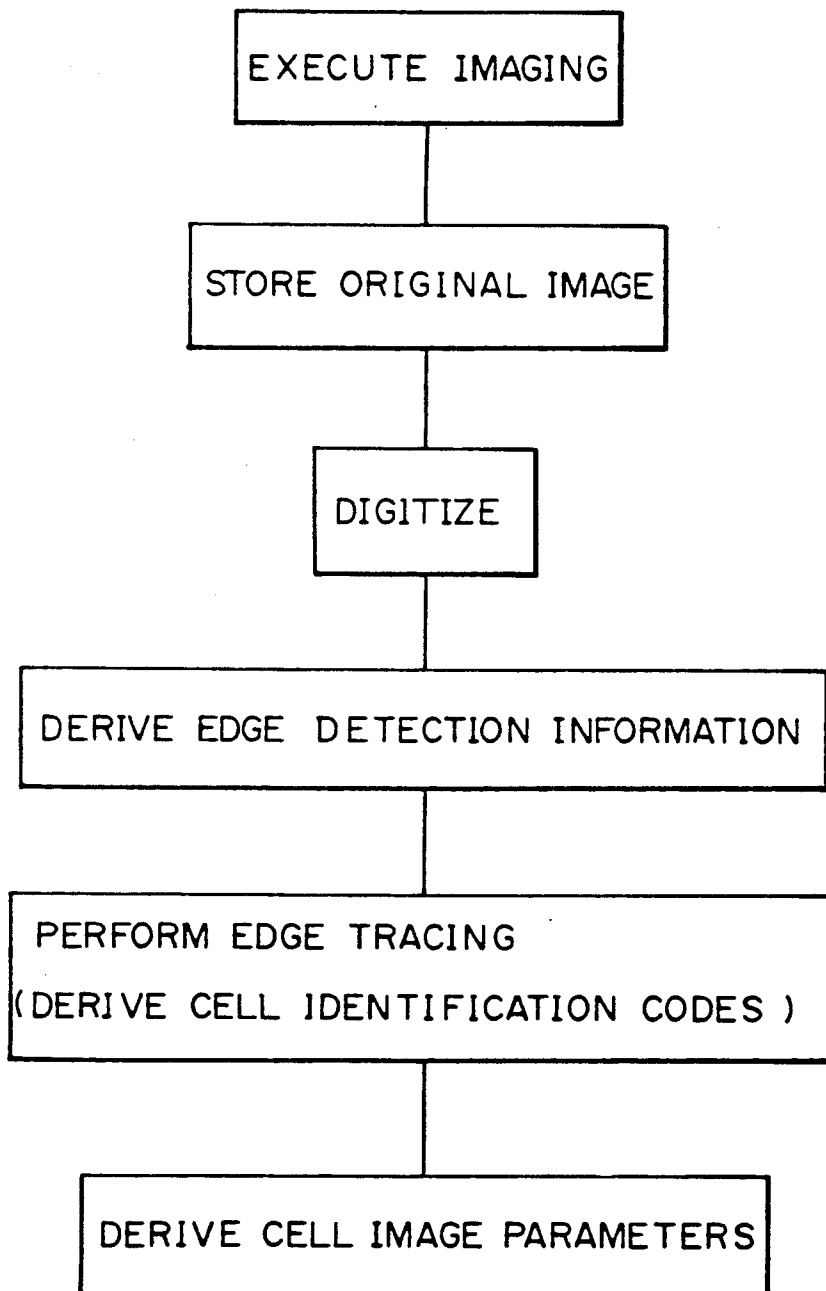 EXECUTE IMAGING
STORE ORIGINAL IMAGE
DIGITIZE
DERIVE EDGE DETECTION INFORMATION
PERFORM EDGE TRACING
(DERIVE CELL IDENTIFICATION CODES)
DERIVE CELL IMAGE PARAMETERS